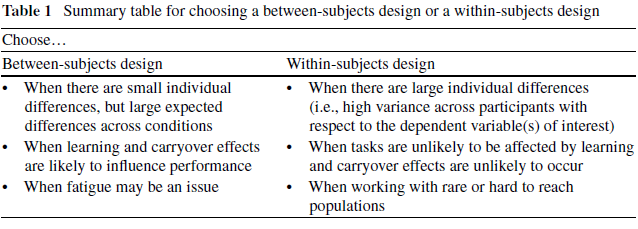 Table 1 Summary table for choosing a between-subjects design or a within-subjects design
Choose…
Between-subjects design
• When there are small individual
differences, but large expected
differences across conditions
• When learning and carryover effects
are likely to influence performance
• When fatigue may be an issue
Within-subjects design
• When there are large individual differences
(i.e., high variance across participants with
respect to the dependent variable(s) of interest)
• When tasks are unlikely to be affected by learning
and carryover effects are unlikely to occur
• When working with rare or hard to reach
populations